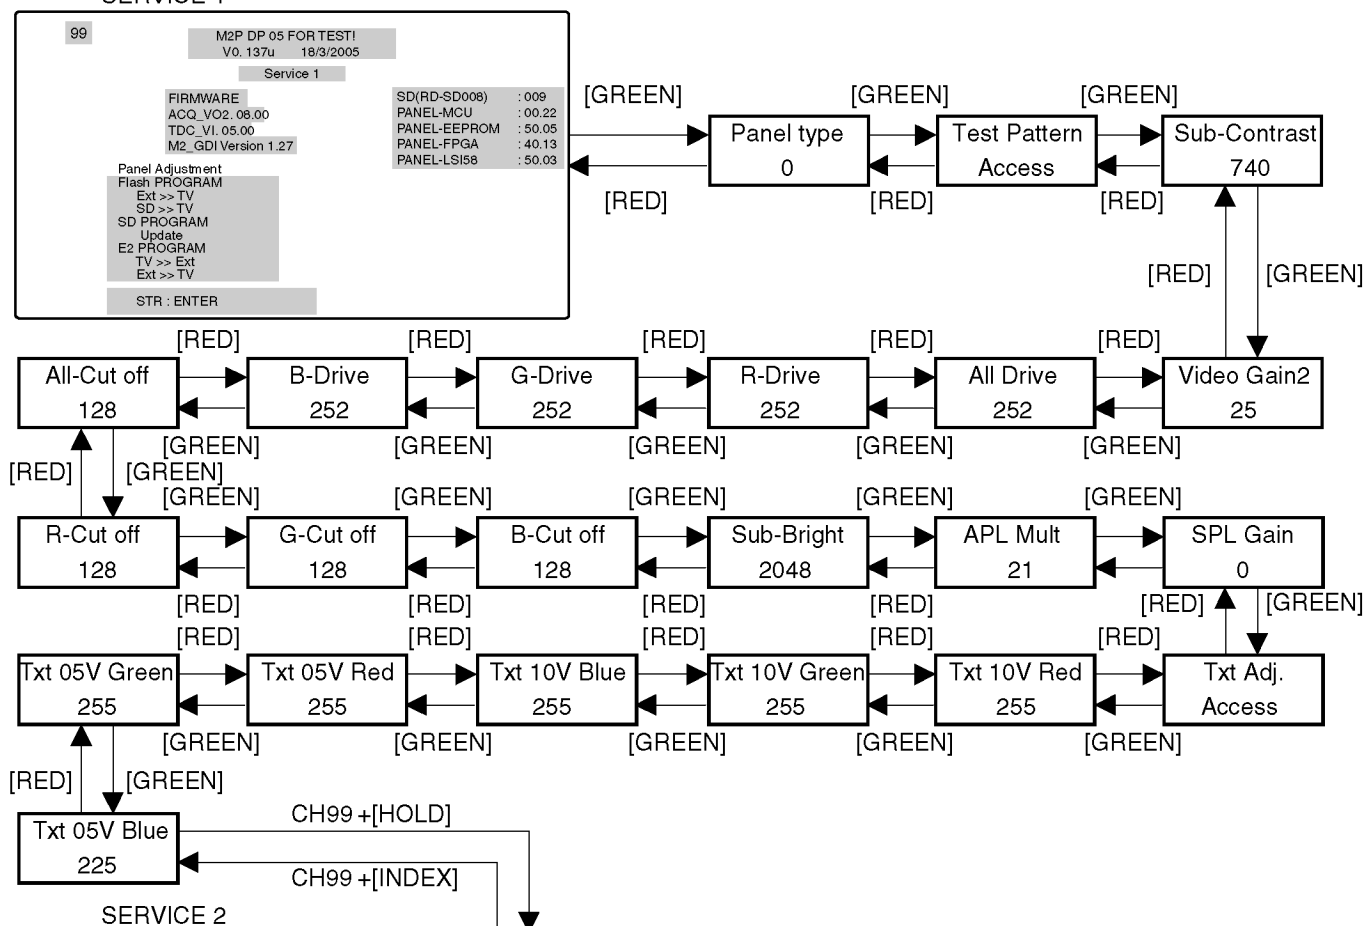 SERVICE 1
99
M2P DP 05 FOR TEST!
V0. 137u 18/3/2005
Service 1
FIRMWARE
ACQ_VO2. 08.00
TDC_VI. 05.00
M2_GDI Version 1.27
SD(RD-SD008) : 009
PANEL-MCU : 00.22
PANEL-EEPROM : 50.05
PANEL-FPGA : 40.13
PANEL-LSI58 : 50.03
Panel Adjustment
Flash PROGRAM
Ext >> TV
SD >> TV
SD PROGRAM
Update
E2 PROGRAM
TV >> Ext
Ext >> TV
STR : ENTER
[GREEN] [GREEN] [GREEN]
Panel type Test Pattern Sub-Contrast
0 Access 740
[RED] [RED] [RED]
[RED] [GREEN]
[RED] [RED] [RED] [RED] [RED]
All-Cut off B-Drive G-Drive R-Drive All Drive Video Gain2
128 252 252 252 252 25
[GREEN] [GREEN] [GREEN] [GREEN] [GREEN]
[RED] [GREEN]
[GREEN] [GREEN] [GREEN] [GREEN] [GREEN]
R-Cut off G-Cut off B-Cut off Sub-Bright APL Mult SPL Gain
128 128 128 2048 21 0
[RED] [RED] [RED] [RED] [RED] [GREEN]
[RED] [RED] [RED] [RED] [RED]
Txt 05V Green Txt 05V Red Txt 10V Blue Txt 10V Green Txt 10V Red Txt Adj.
255 255 255 255 255 Access
[GREEN] [GREEN] [GREEN] [GREEN] [GREEN]
[RED] [GREEN]
Txt 05V Blue
225
CH99 +[HOLD]
CH99 +[INDEX]
SERVICE 2